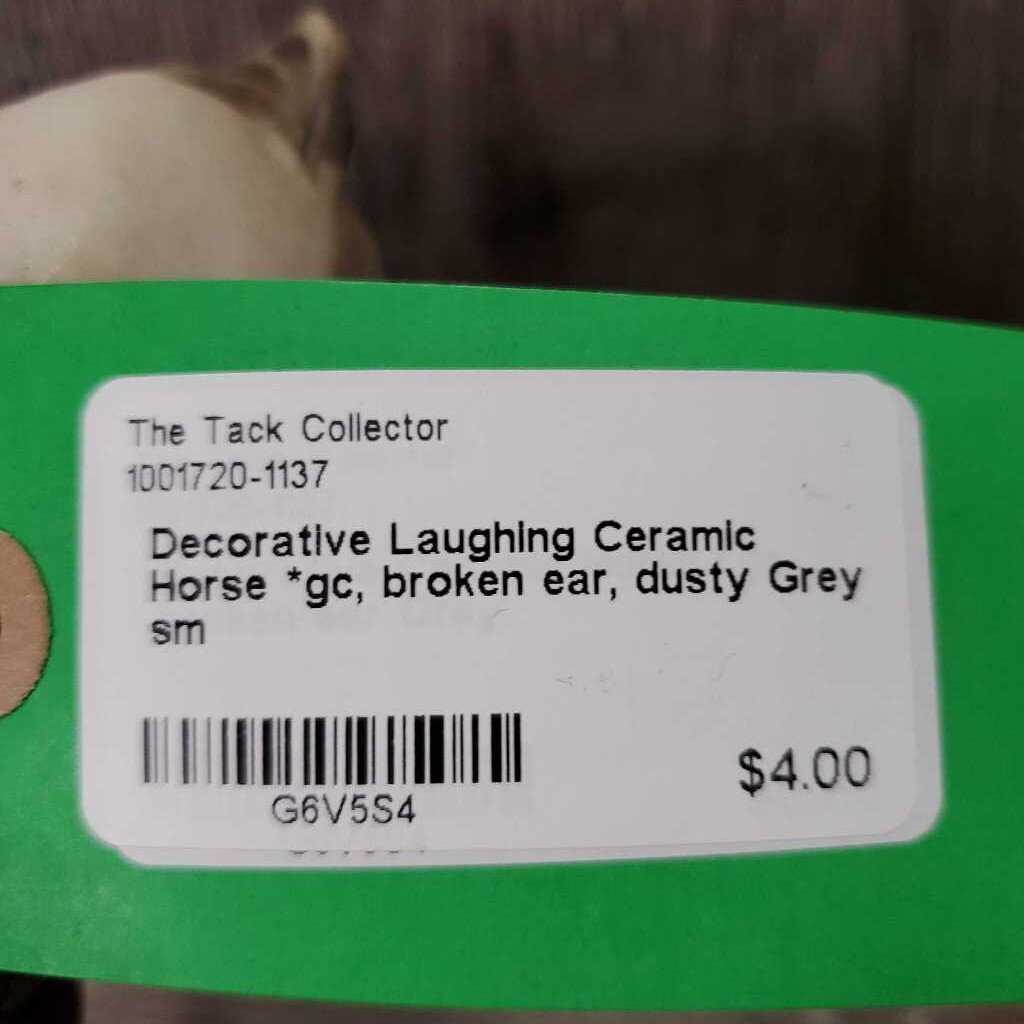 The Tack Collector
1001720-1137
Decorative Laughing Ceramic
Horse *gc, broken ear, dusty Grey
sm
G6V5S4
$4.00